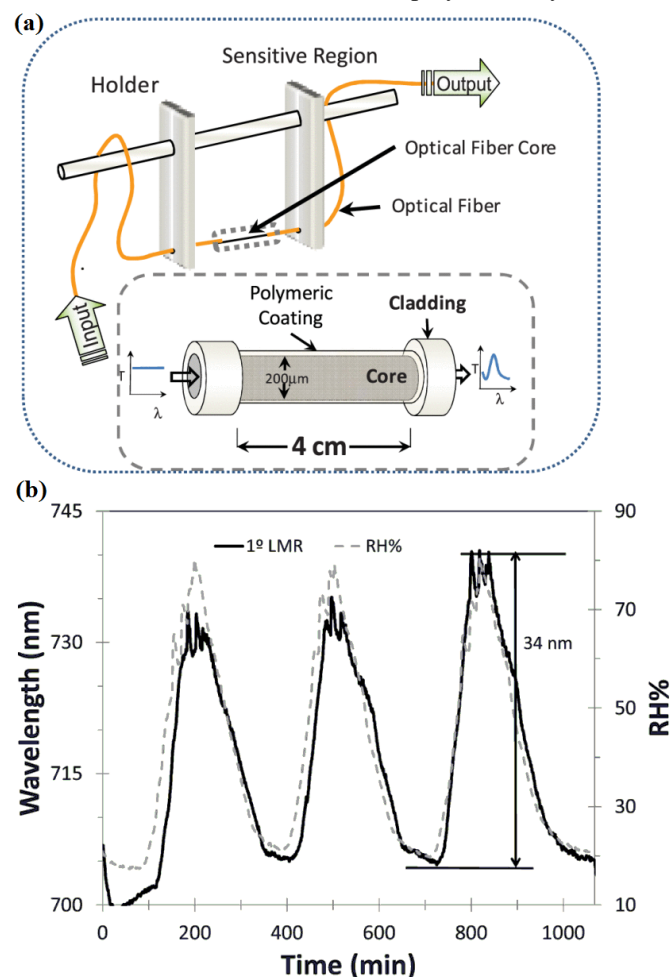 (a)
Sensitive Region
Holder
Output
Optical Fiber Core
Optical Fiber
Input
Polymeric
Coating
Cladding
T
λ
200μm
Core
T
λ
4 cm
(b)
745
90
1º LMR
RH%
730
70
34 nm
50
715
30
700
10
0
200
400
600
800
1000
Wavelength (nm)
RH%
Time (min)